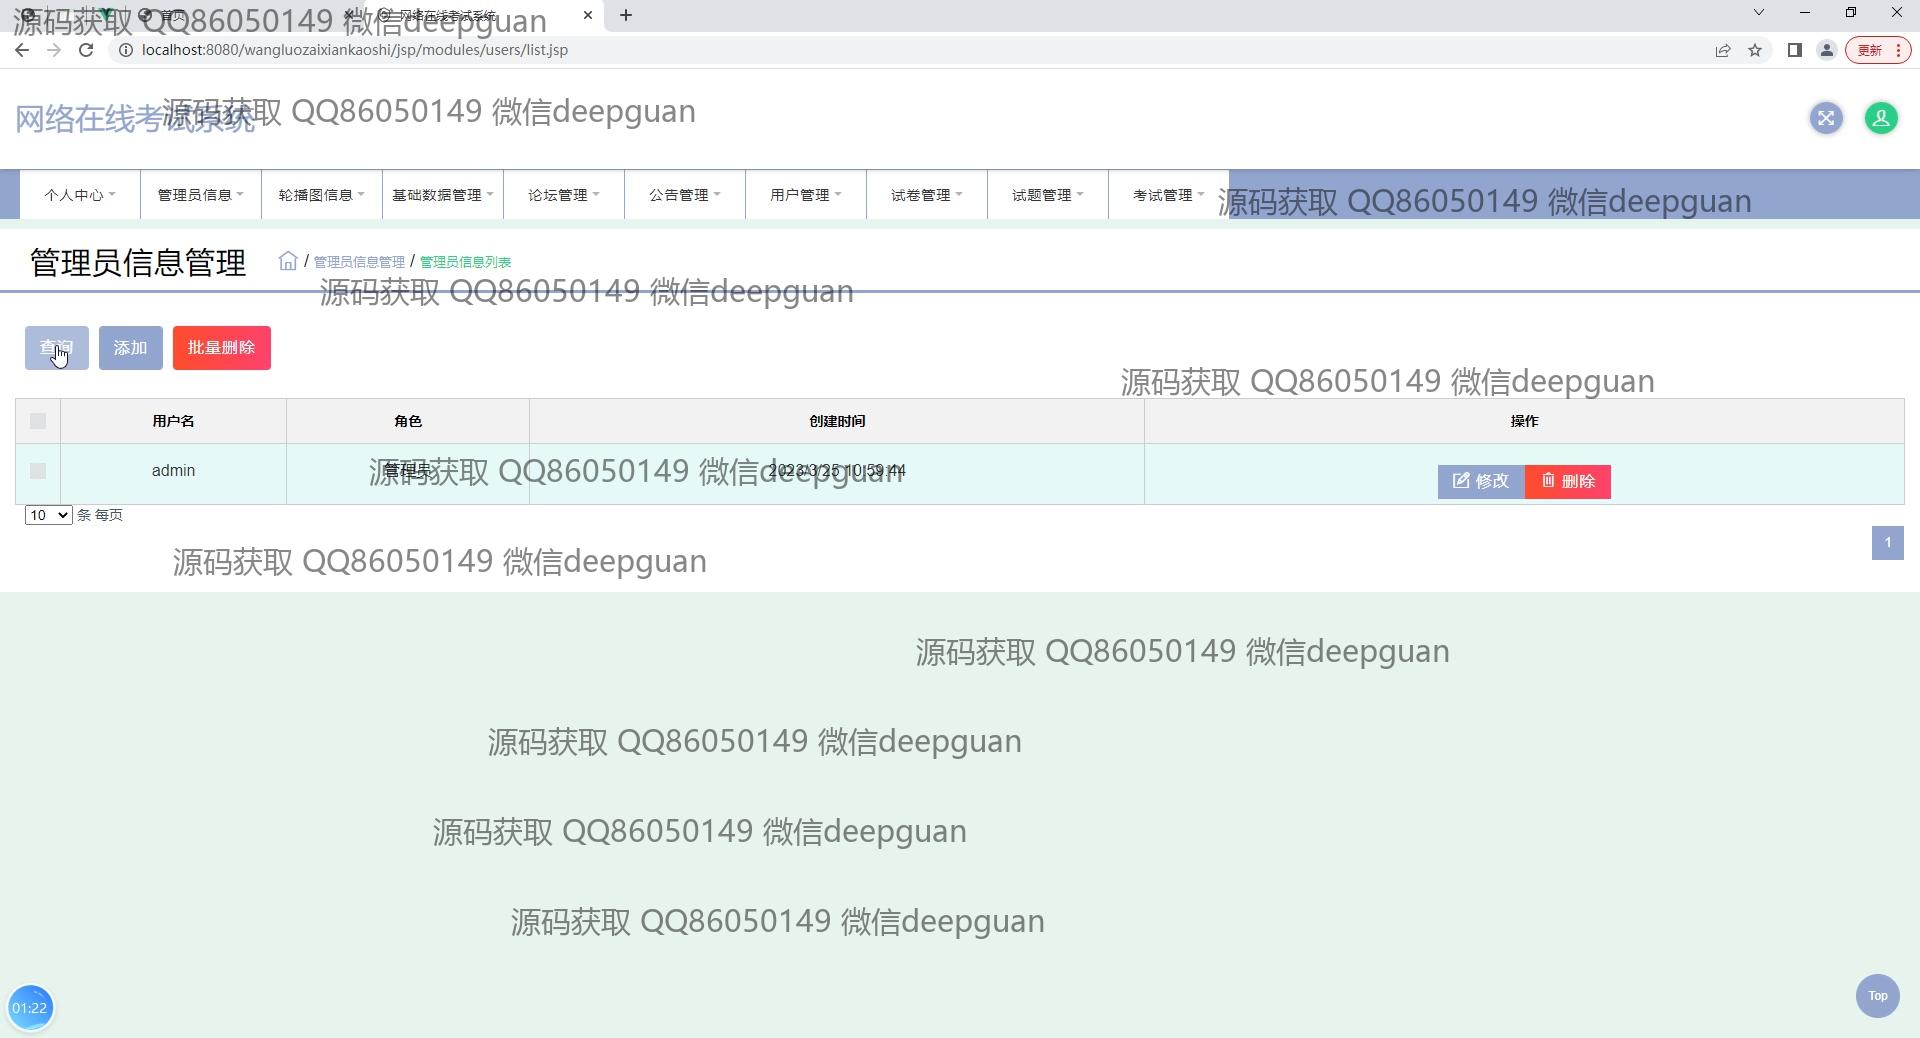 首页
网络在线考试系统
源码获取 QQ86050149 微信deepguan
localhost:8080/wangluozaixiankaoshi/jsp/modules/users/list.jsp
更新
网络在线考试系统
源码获取 QQ86050149 微信deepguan
个人中心 管理员信息 轮播图信息 基础数据管理 论坛管理 公告管理 用户管理 试卷管理 试题管理 考试管理
源码获取 QQ86050149 微信deepguan
管理员信息管理 / 管理员信息管理 / 管理员信息列表
源码获取 QQ86050149 微信deepguan
查询 添加 批量删除
源码获取 QQ86050149 微信deepguan
用户名 角色 创建时间 操作
admin 管理员 2023/3/25 10:59:44 修改 删除
源码获取 QQ86050149 微信deepguan
10 条 每页
1
源码获取 QQ86050149 微信deepguan
源码获取 QQ86050149 微信deepguan
源码获取 QQ86050149 微信deepguan
源码获取 QQ86050149 微信deepguan
源码获取 QQ86050149 微信deepguan
Top
01:22